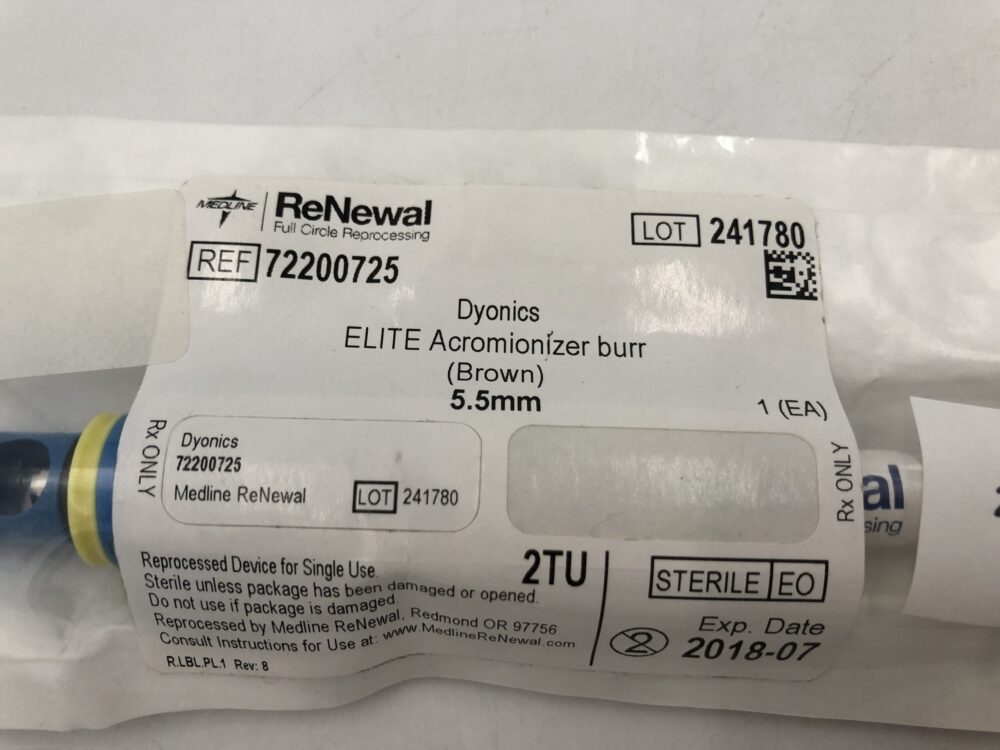 MEDLINE
ReNewal
Full Circle Reprocessing
REF 72200725
LOT 241780
Dyonics
ELITE Acromionizer burr
(Brown)
5.5mm
1 (EA)
Rx ONLY
Dyonics
72200725
Medline ReNewal LOT 241780
Rx ONLY
al
sing
Reprocessed Device for Single Use.
Sterile unless package has been damaged or opened.
Do not use if package is damaged.
Reprocessed by Medline ReNewal, Redmond OR 97756
Consult Instructions for Use at: www.MedlineReNewal.com
R.LBL.PL.1 Rev: 8
2TU
STERILE EO
2
Exp. Date
2018-07